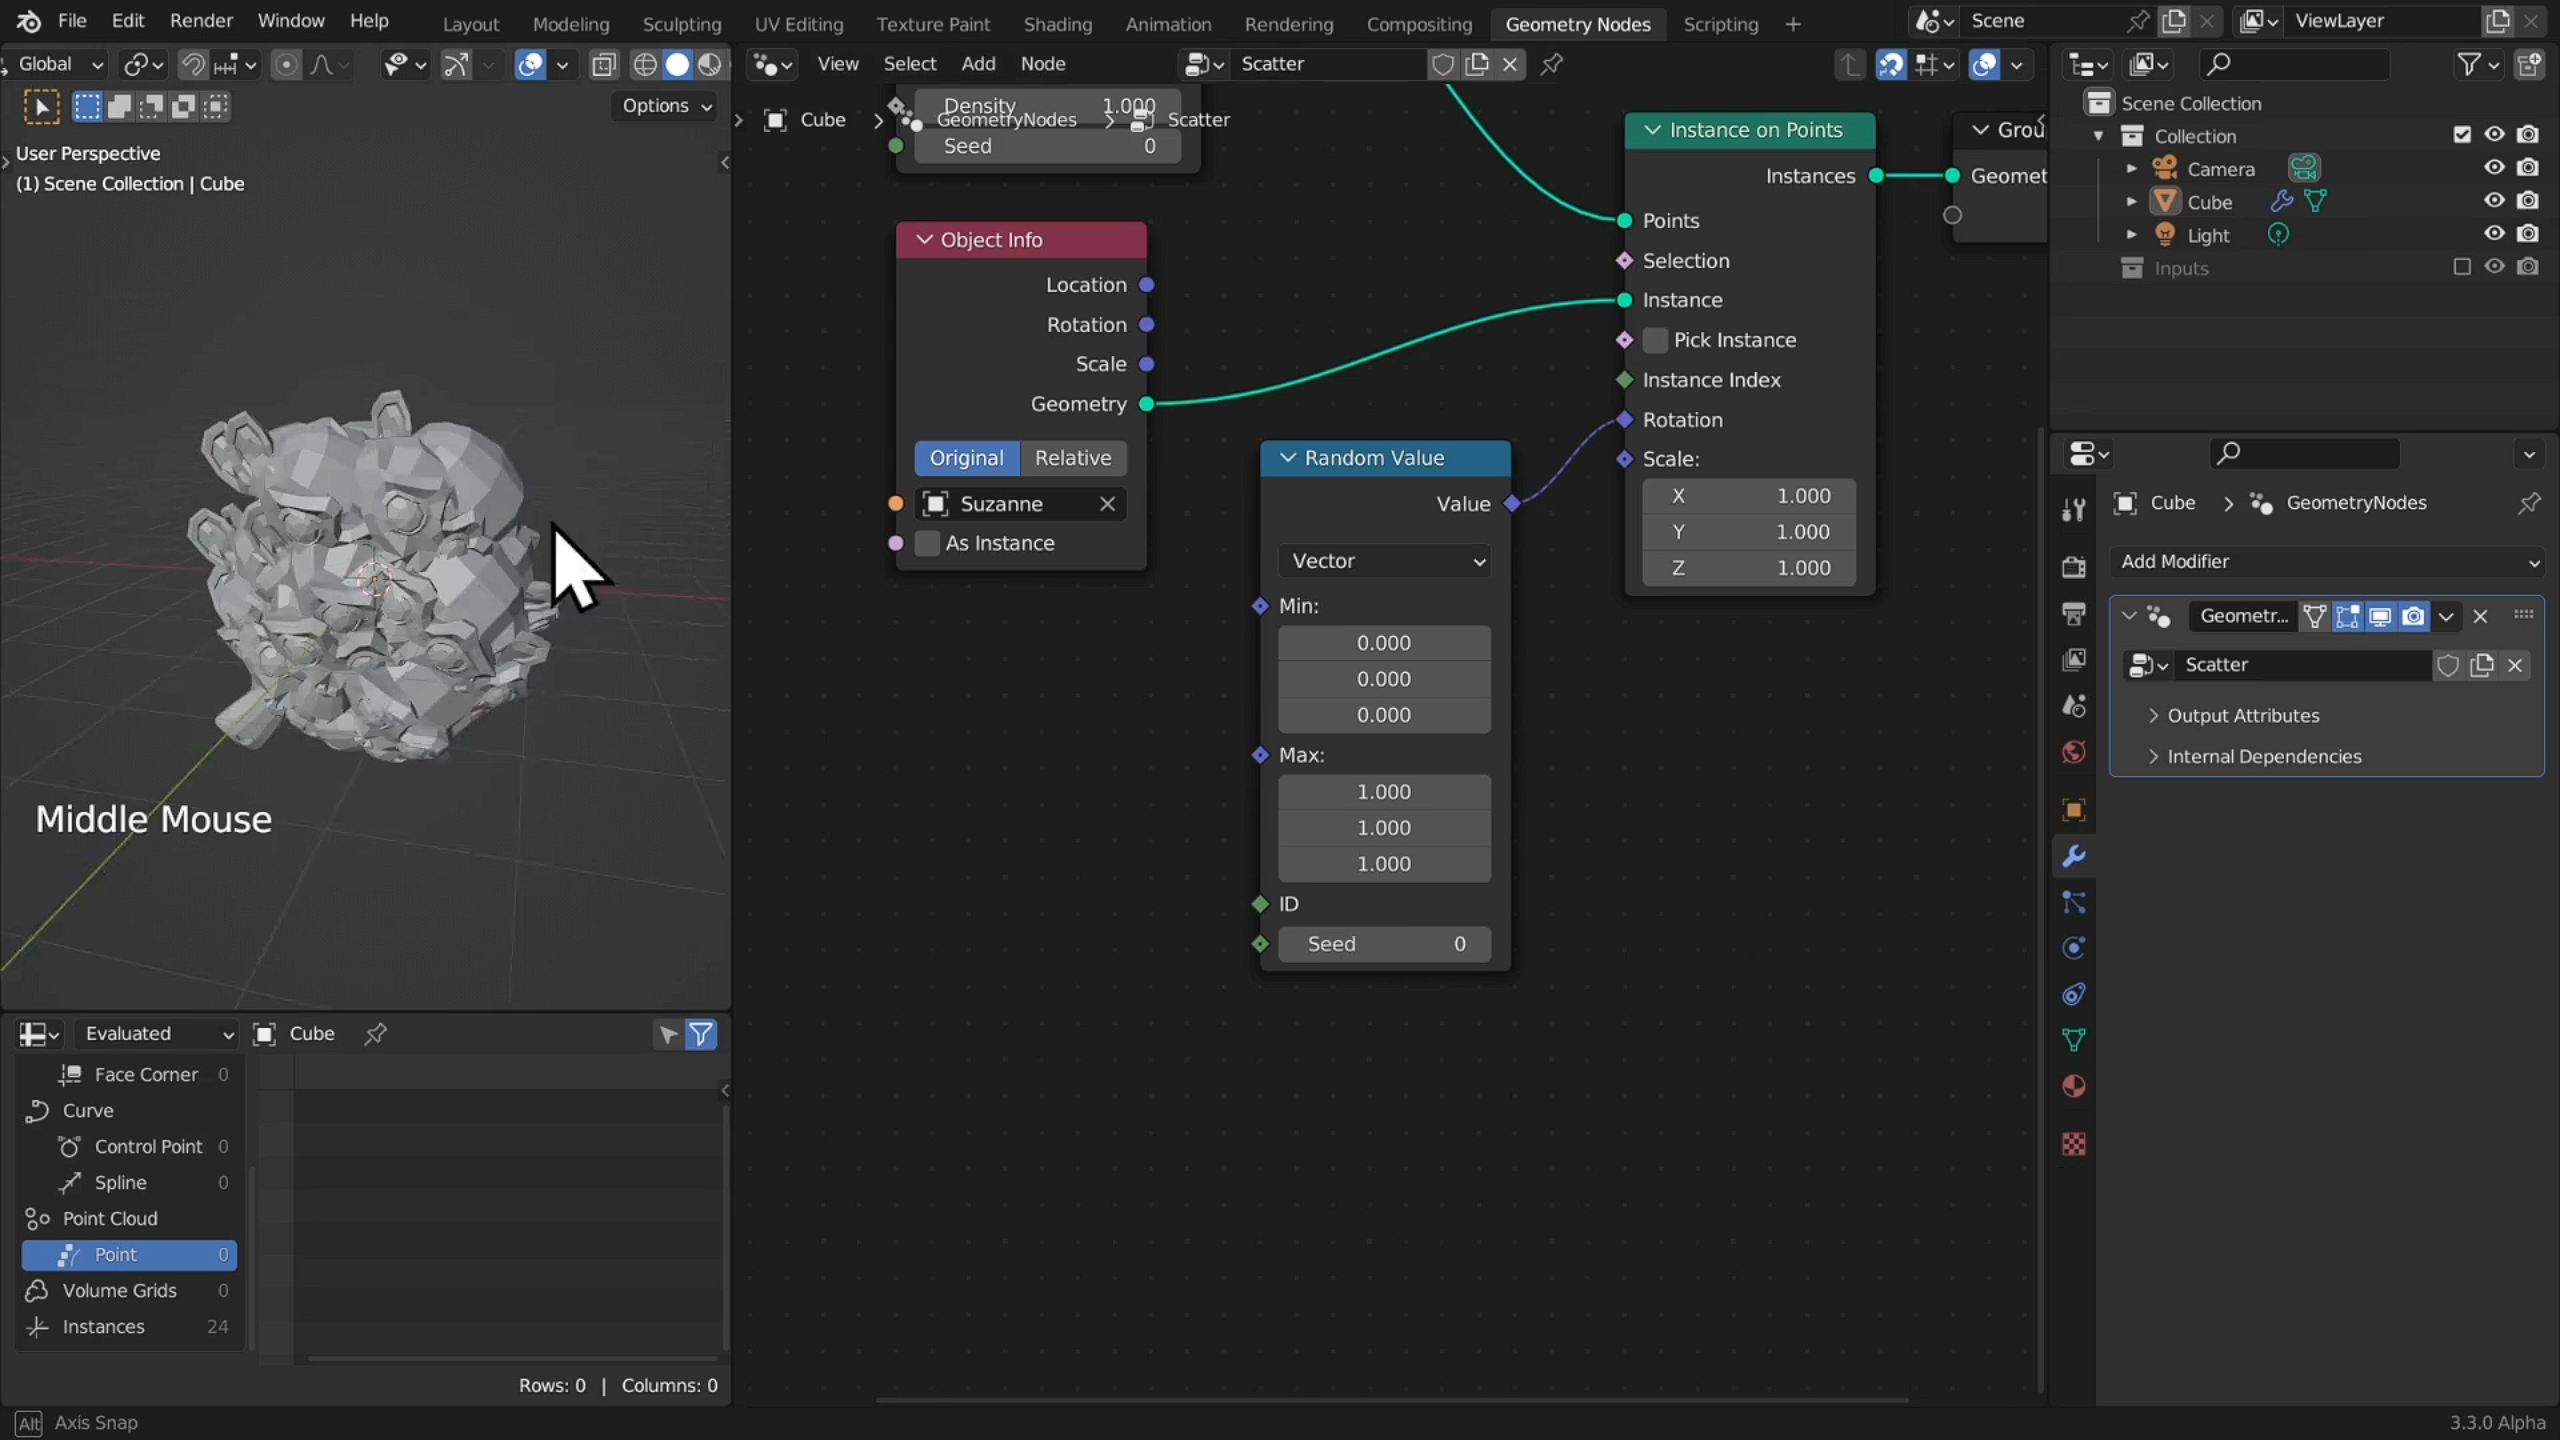 File Edit Render Window Help Layout Modeling Sculpting UV Editing Texture Paint Shading Animation Rendering Compositing Geometry Nodes Scripting + Scene ViewLayer
Global View Select Add Node Scatter
Options
Density 1.000
Cube > GeometryNodes > Scatter
Seed 0
User Perspective
(1) Scene Collection | Cube
Object Info
Location
Rotation
Scale
Geometry
Original Relative
Suzanne
As Instance
Random Value
Value
Vector
Min:
0.000
0.000
0.000
Max:
1.000
1.000
1.000
ID
Seed 0
Instance on Points
Instances
Points
Selection
Instance
Pick Instance
Instance Index
Rotation
Scale:
X 1.000
Y 1.000
Z 1.000
Grou
Geomet
Scene Collection
Collection
Camera
Cube
Light
Inputs
Cube > GeometryNodes
Add Modifier
Geometr...
Scatter
Output Attributes
Internal Dependencies
Middle Mouse
Evaluated Cube
Face Corner 0
Curve
Control Point 0
Spline 0
Point Cloud
Point 0
Volume Grids 0
Instances 24
Rows: 0 | Columns: 0
Alt Axis Snap
3.3.0 Alpha